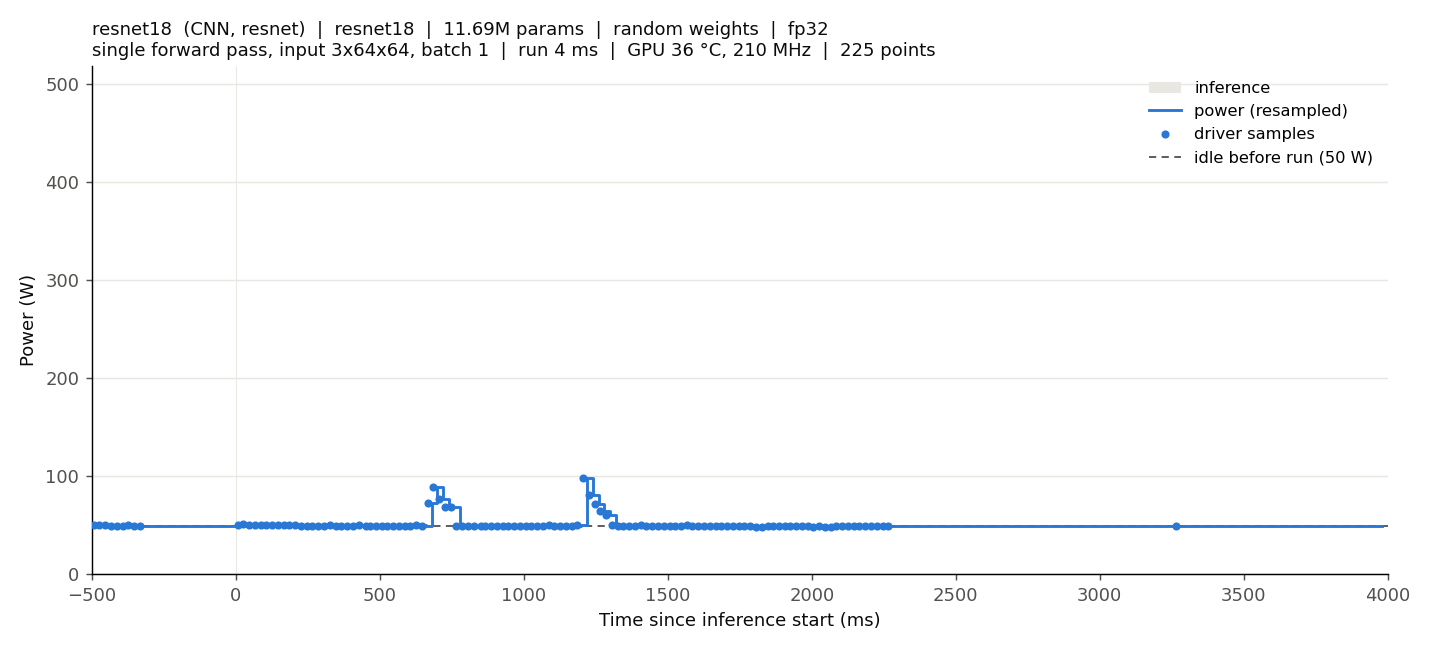 resnet18  (CNN, resnet)  |  resnet18  |  11.69M params  |  random weights  |  fp32
single forward pass, input 3x64x64, batch 1  |  run 4 ms  |  GPU 36 °C, 210 MHz  |  225 points
inference
power (resampled)
driver samples
idle before run (50 W)
Power (W)
500
400
300
200
100
0
−500
0
500
1000
1500
2000
2500
3000
3500
4000
Time since inference start (ms)